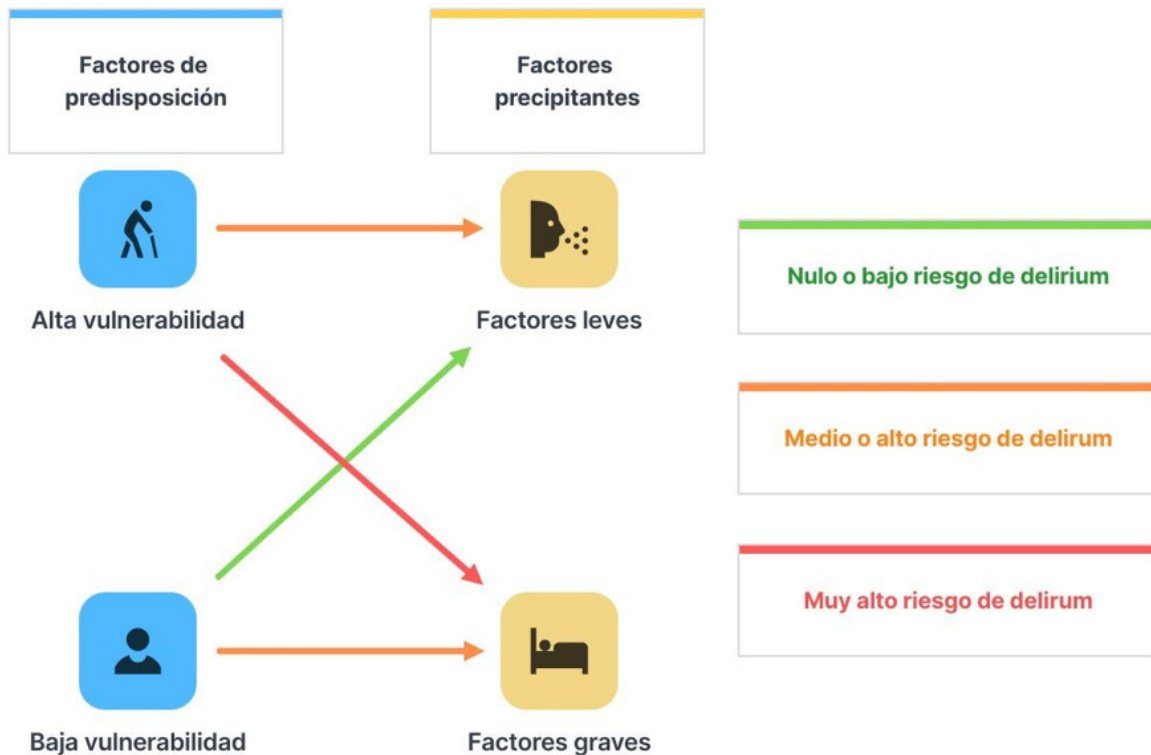 Factores de
predisposición
Factores
precipitantes
Alta vulnerabilidad
Factores leves
Nulo o bajo riesgo de delirium
Medio o alto riesgo de delirum
Muy alto riesgo de delirum
Baja vulnerabilidad
Factores graves